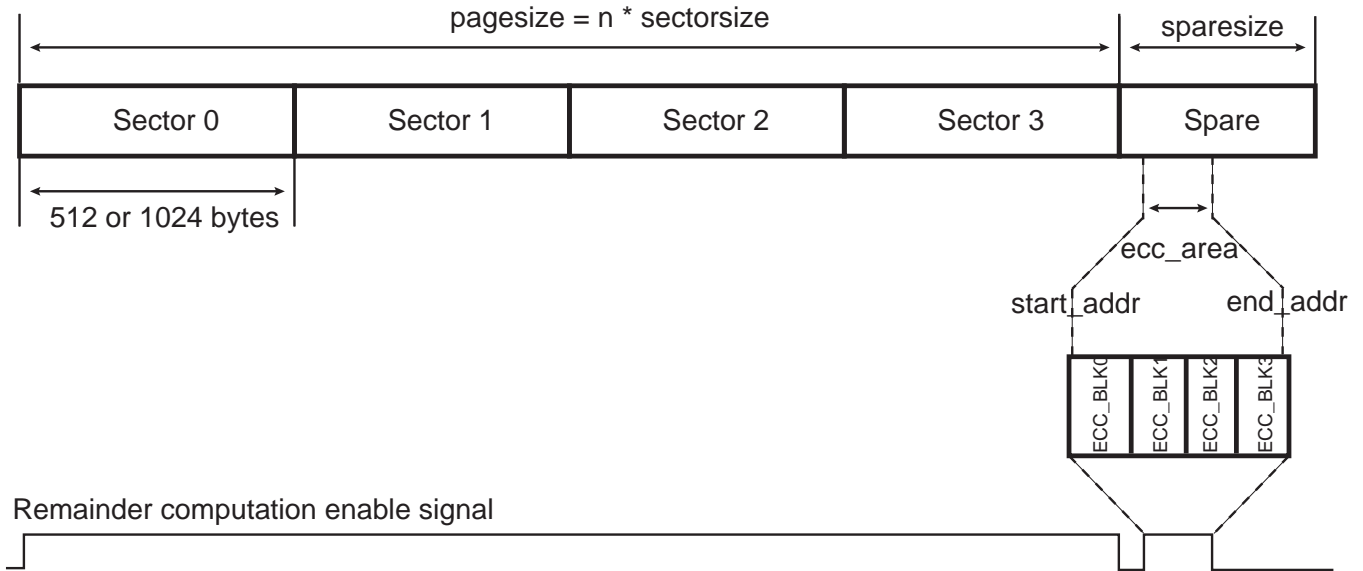 pagesize = n * sectorsize
sparesize
Sector 0
Sector 1
Sector 2
Sector 3
Spare
512 or 1024 bytes
ecc_area
start_addr
end_addr
ECC_BLK0
ECC_BLK1
ECC_BLK2
ECC_BLK3
Remainder computation enable signal